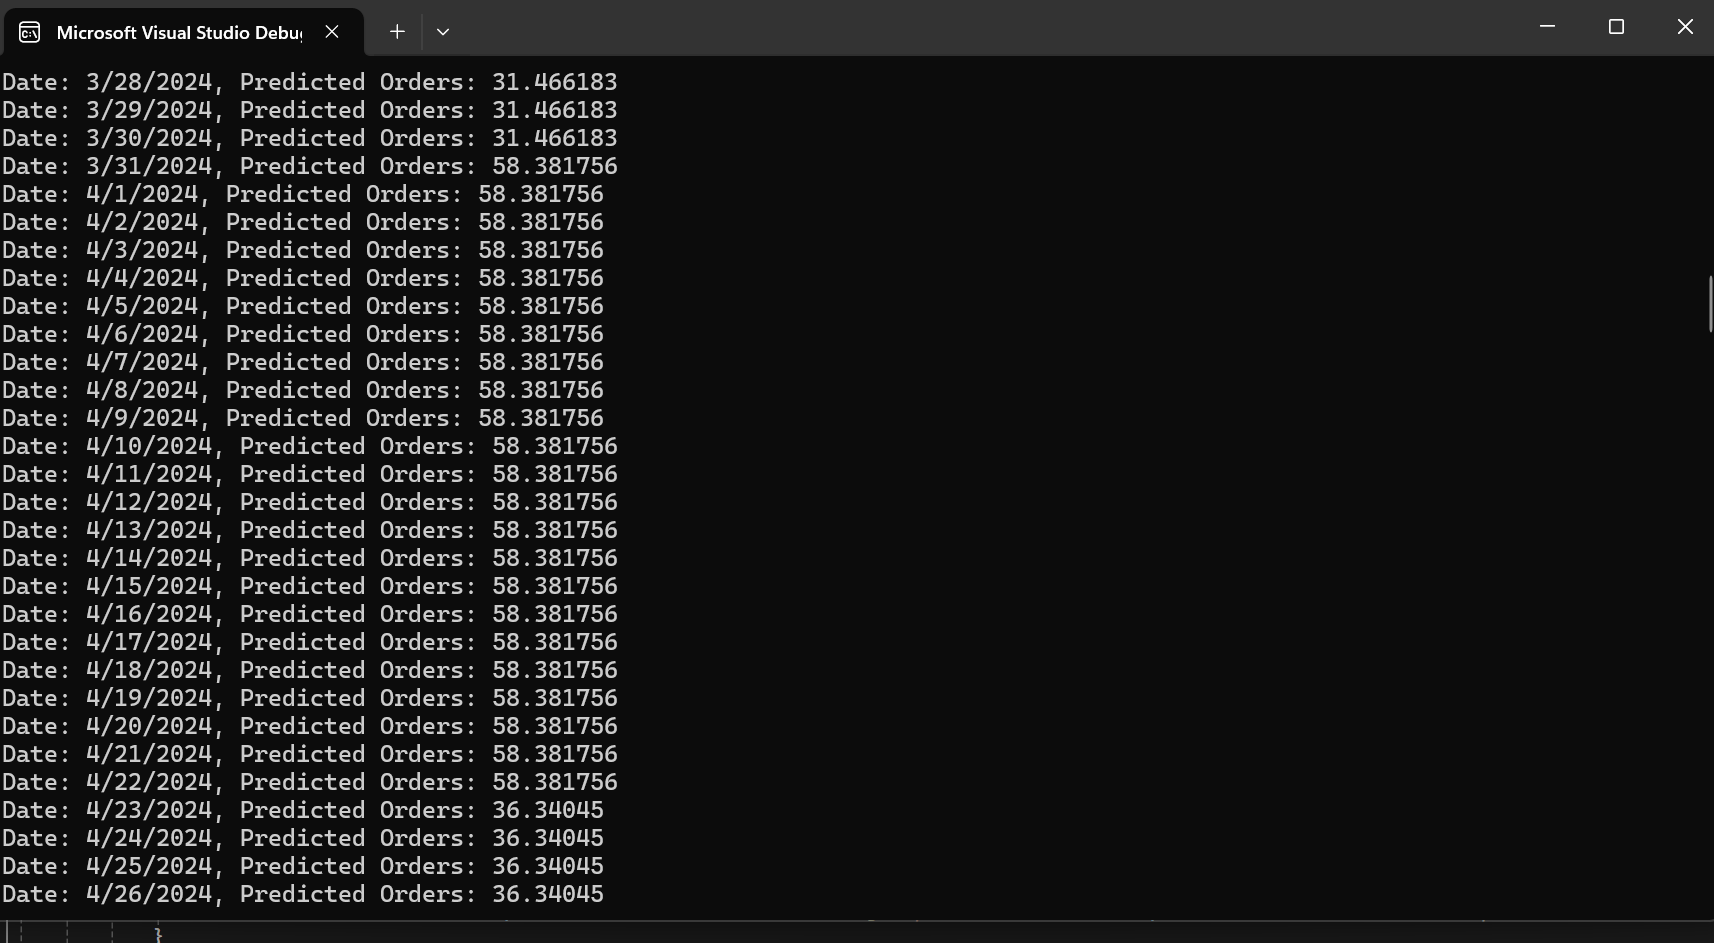 Microsoft Visual Studio Debug
Date: 3/28/2024, Predicted Orders: 31.466183
Date: 3/29/2024, Predicted Orders: 31.466183
Date: 3/30/2024, Predicted Orders: 31.466183
Date: 3/31/2024, Predicted Orders: 58.381756
Date: 4/1/2024, Predicted Orders: 58.381756
Date: 4/2/2024, Predicted Orders: 58.381756
Date: 4/3/2024, Predicted Orders: 58.381756
Date: 4/4/2024, Predicted Orders: 58.381756
Date: 4/5/2024, Predicted Orders: 58.381756
Date: 4/6/2024, Predicted Orders: 58.381756
Date: 4/7/2024, Predicted Orders: 58.381756
Date: 4/8/2024, Predicted Orders: 58.381756
Date: 4/9/2024, Predicted Orders: 58.381756
Date: 4/10/2024, Predicted Orders: 58.381756
Date: 4/11/2024, Predicted Orders: 58.381756
Date: 4/12/2024, Predicted Orders: 58.381756
Date: 4/13/2024, Predicted Orders: 58.381756
Date: 4/14/2024, Predicted Orders: 58.381756
Date: 4/15/2024, Predicted Orders: 58.381756
Date: 4/16/2024, Predicted Orders: 58.381756
Date: 4/17/2024, Predicted Orders: 58.381756
Date: 4/18/2024, Predicted Orders: 58.381756
Date: 4/19/2024, Predicted Orders: 58.381756
Date: 4/20/2024, Predicted Orders: 58.381756
Date: 4/21/2024, Predicted Orders: 58.381756
Date: 4/22/2024, Predicted Orders: 58.381756
Date: 4/23/2024, Predicted Orders: 36.34045
Date: 4/24/2024, Predicted Orders: 36.34045
Date: 4/25/2024, Predicted Orders: 36.34045
Date: 4/26/2024, Predicted Orders: 36.34045
}